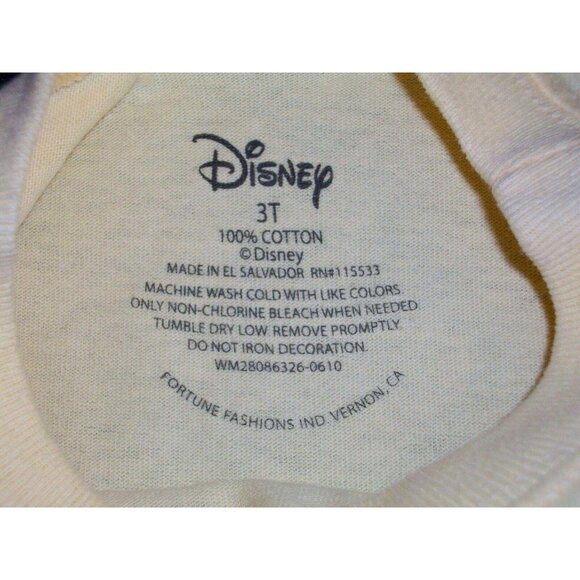 Disney
3T
100% COTTON
©Disney
MADE IN EL SALVADOR RN#115533
MACHINE WASH COLD WITH LIKE COLORS
ONLY NON-CHLORINE BLEACH WHEN NEEDED
TUMBLE DRY LOW REMOVE PROMPTLY
DO NOT IRON DECORATION.
WM28086326-0610
FORTUNE FASHIONS IND VERNON, CA